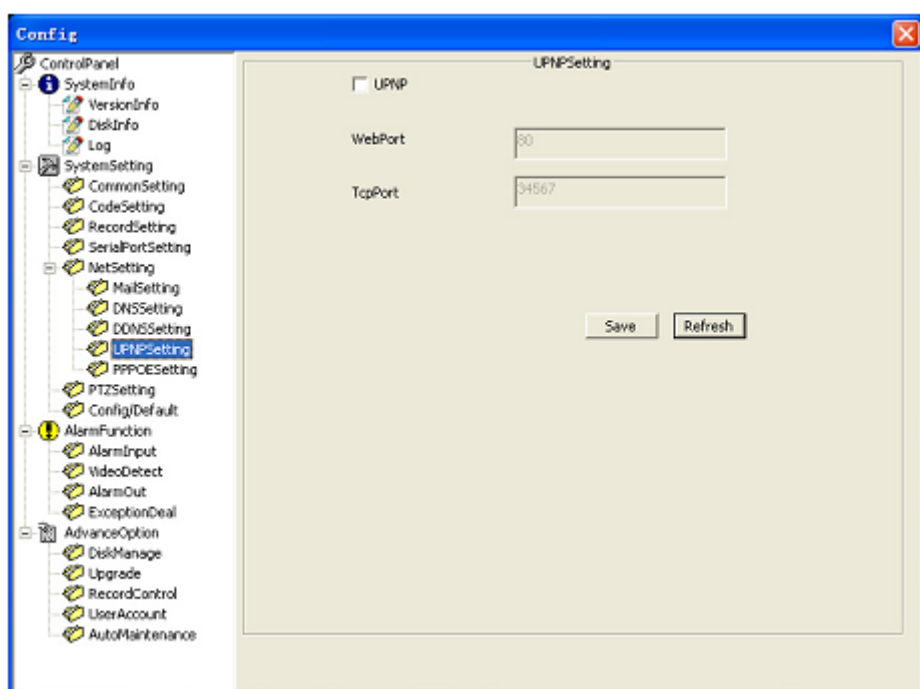 Config
ControlPanel
SystemInfo
VersionInfo
DiskInfo
Log
SystemSetting
CommonSetting
CodeSetting
RecordSetting
SerialPortSetting
NetSetting
MailSetting
DNSSetting
DDNSSetting
UPNPSetting
PPPOESetting
PTZSetting
Config/Default
AlarmFunction
AlarmInput
VideoDetect
AlarmOut
ExceptionDeal
AdvanceOption
DiskManage
Upgrade
RecordControl
UserAccount
AutoMaintenance
UPNPSetting
UPNP
WebPort 80
TcpPort 34567
Save Refresh